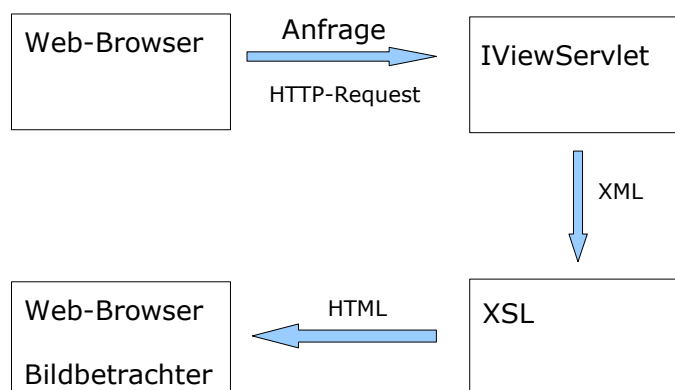 Web-Browser
Anfrage
HTTP-Request
IViewServlet
XML
XSL
HTML
Web-Browser
Bildbetrachter